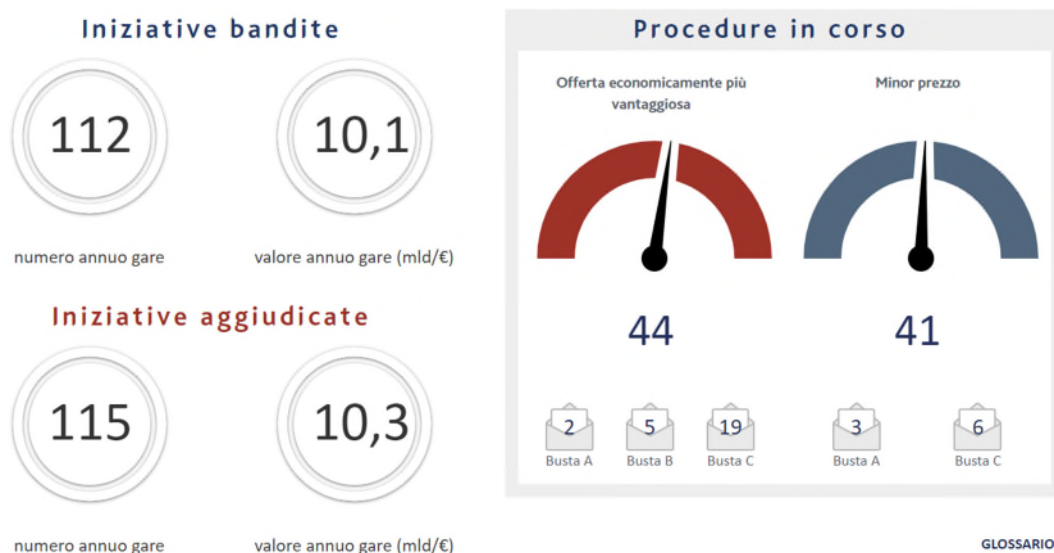 Iniziative bandite
112
10,1
numero annuo gare
valore annuo gare (mld/€)
Iniziative aggiudicate
115
10,3
numero annuo gare
valore annuo gare (mld/€)
Procedure in corso
Offerta economicamente più
vantaggiosa
Minor prezzo
44
41
2
5
19
3
6
Busta A
Busta B
Busta C
Busta A
Busta C
GLOSSARIO